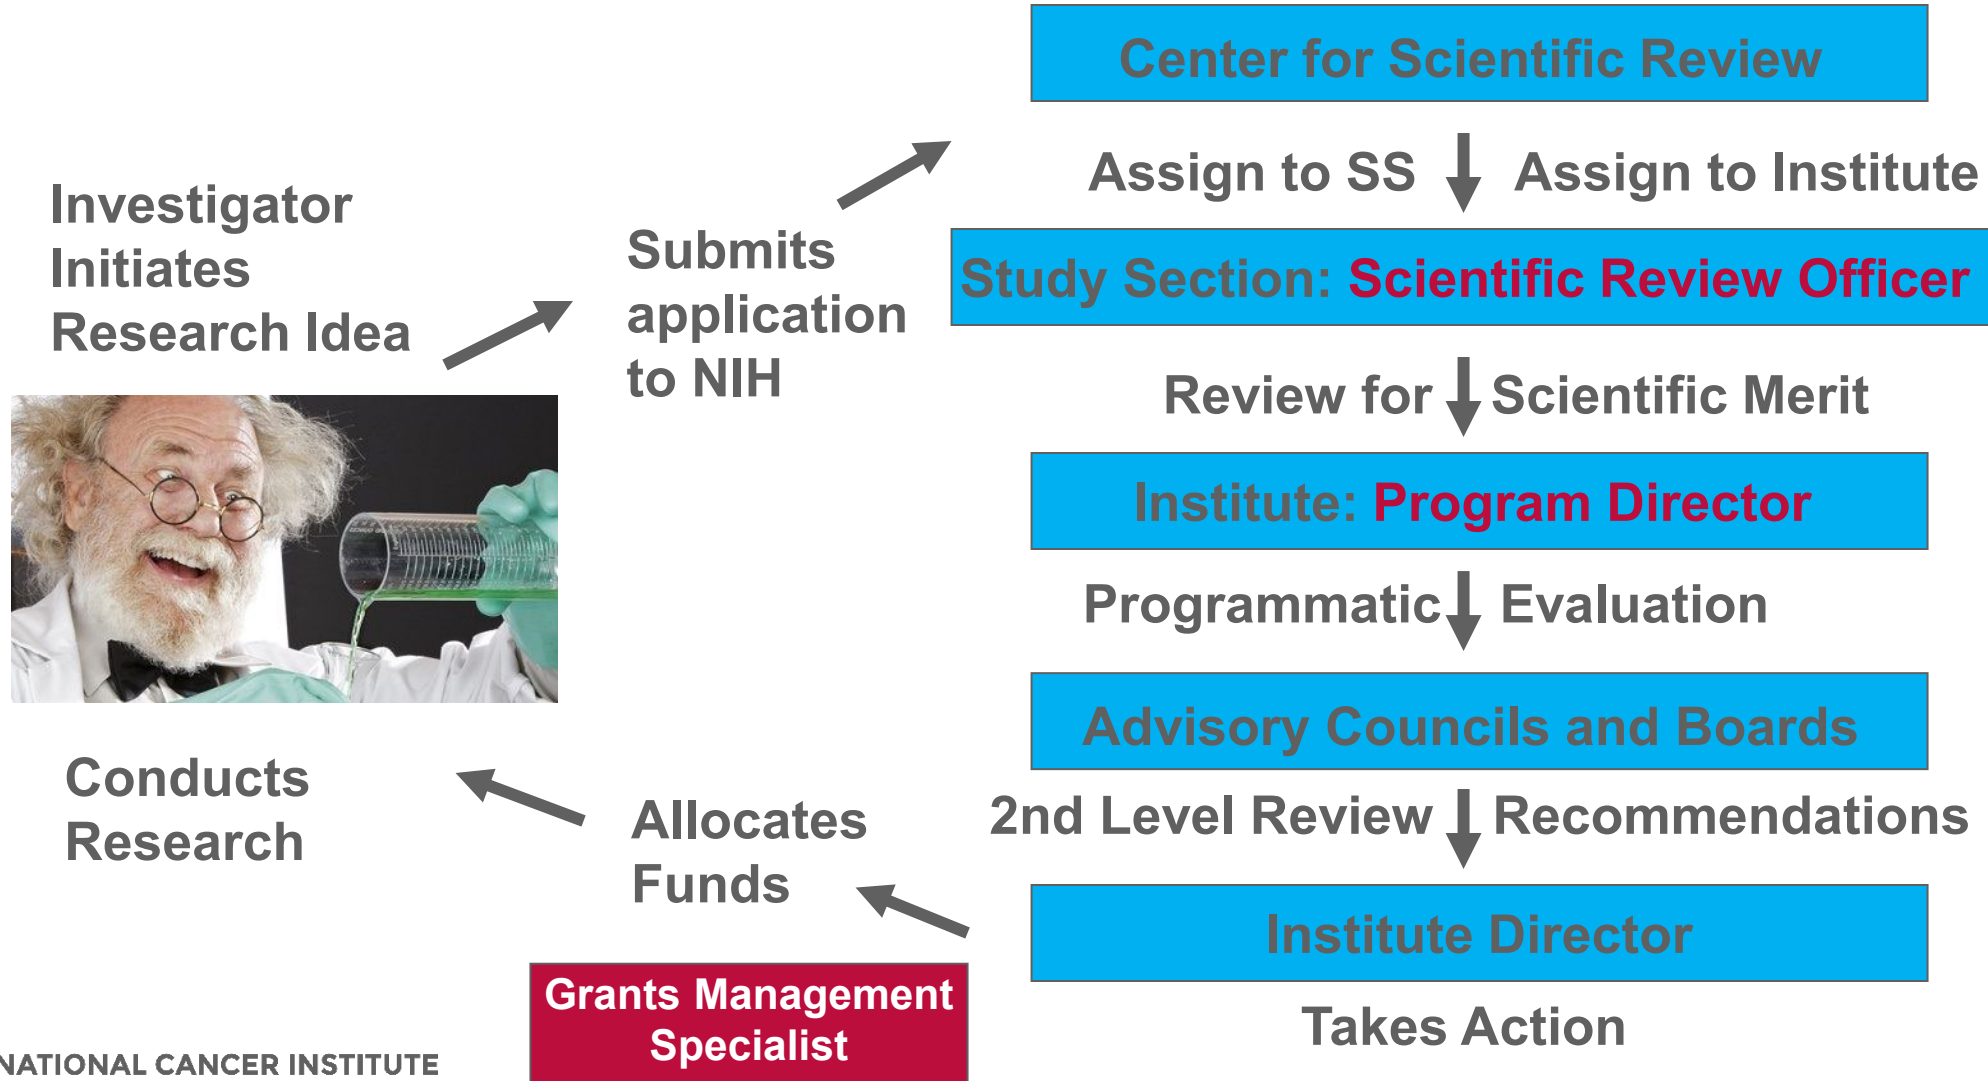 Investigator
Initiates
Research Idea
Submits
application
to NIH
Center for Scientific Review
Assign to SS Assign to Institute
Study Section: Scientific Review Officer
Review for Scientific Merit
Institute: Program Director
Programmatic Evaluation
Advisory Councils and Boards
2nd Level Review Recommendations
Institute Director
Takes Action
Allocates
Funds
Grants Management
Specialist
Conducts
Research
NATIONAL CANCER INSTITUTE